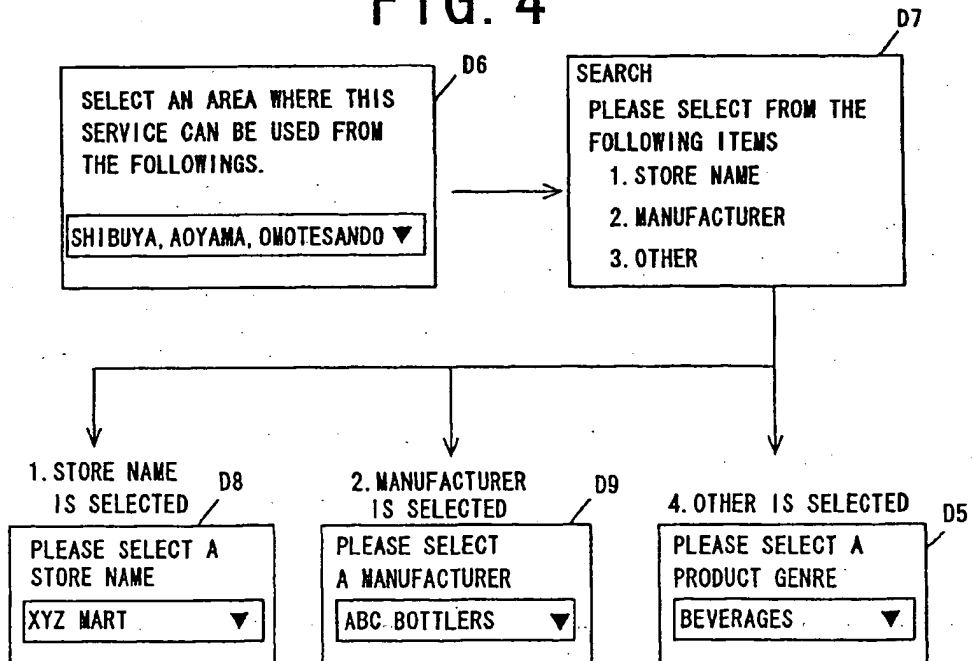 FIG. 4
D6
SELECT AN AREA WHERE THIS
SERVICE CAN BE USED FROM
THE FOLLOWINGS.
SHIBUYA, AOYAMA, OMOTESANDO ▼
D7
SEARCH
PLEASE SELECT FROM THE
FOLLOWING ITEMS
1. STORE NAME
2. MANUFACTURER
3. OTHER
1. STORE NAME
IS SELECTED
D8
PLEASE SELECT A
STORE NAME
XYZ MART ▼
2. MANUFACTURER
IS SELECTED
D9
PLEASE SELECT
A MANUFACTURER
ABC BOTTLERS ▼
4. OTHER IS SELECTED
D5
PLEASE SELECT A
PRODUCT GENRE
BEVERAGES ▼